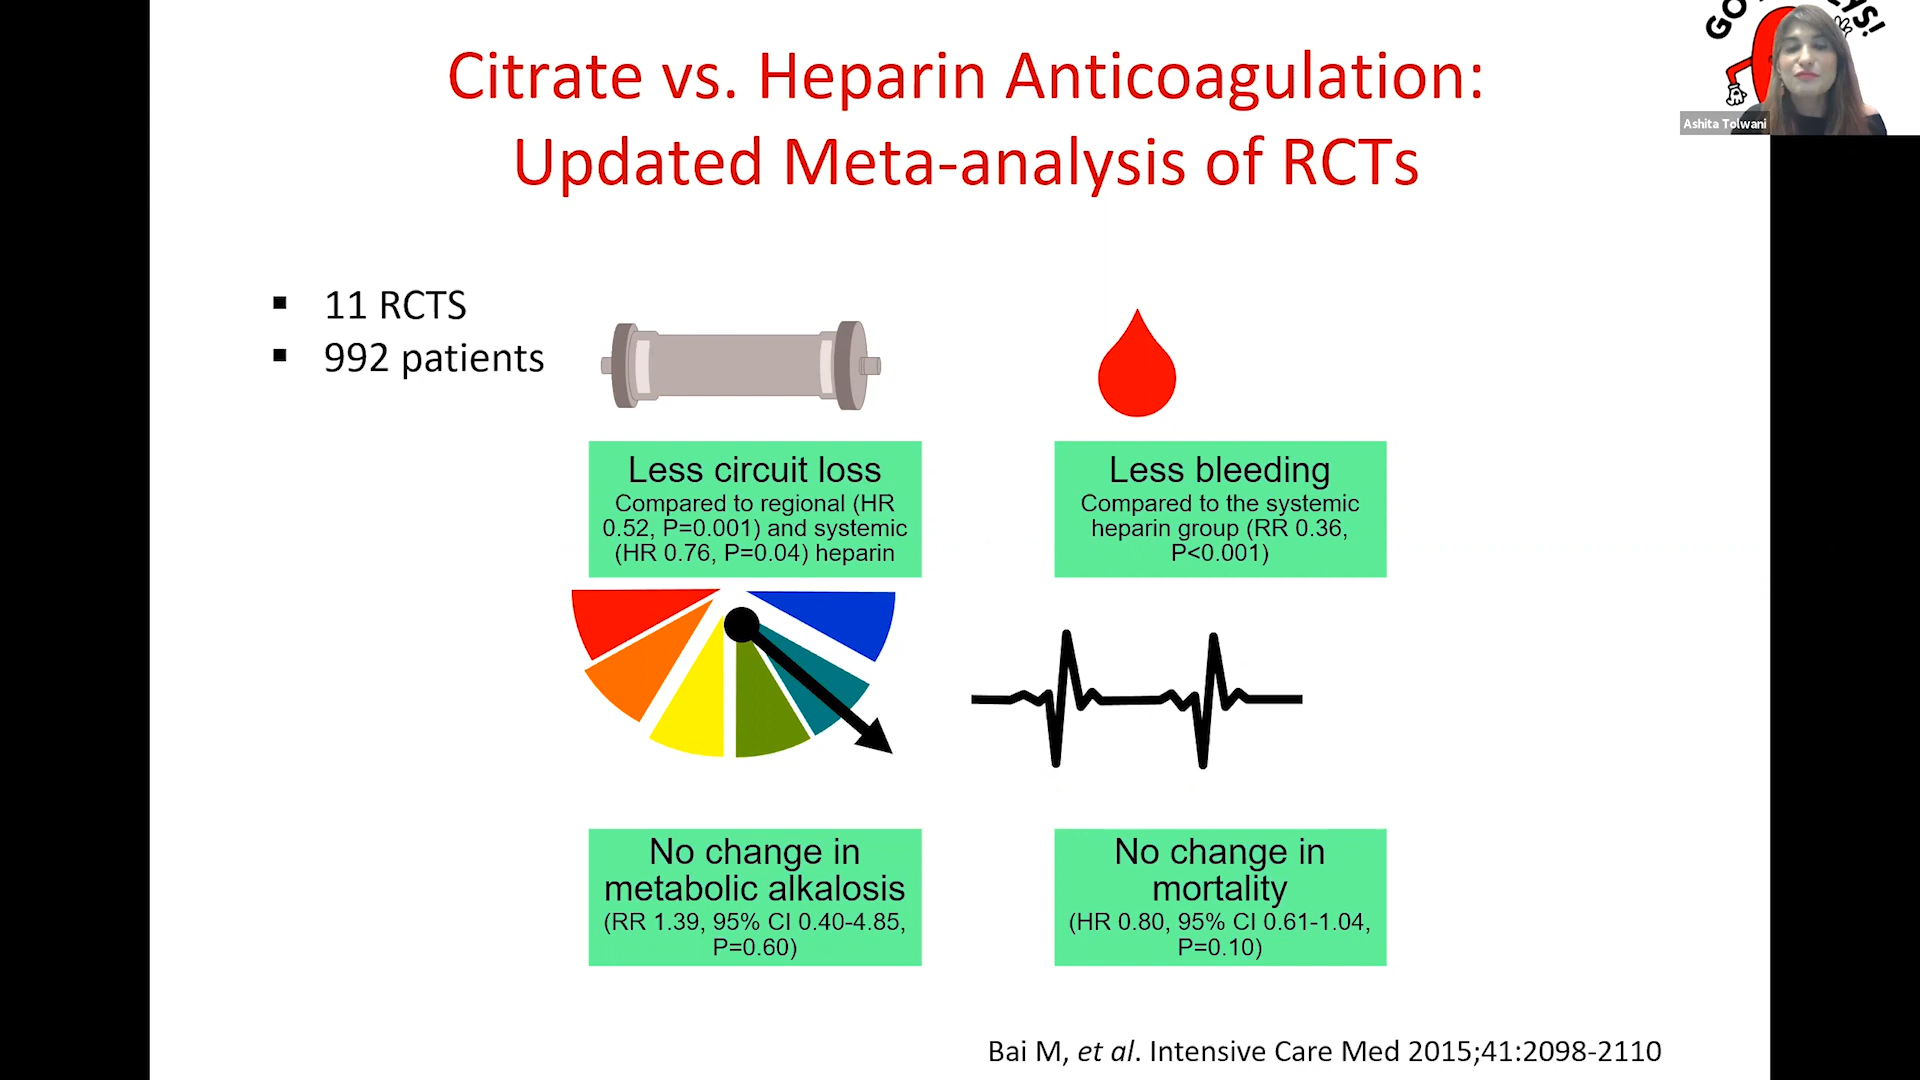 Citrate vs. Heparin Anticoagulation:
Updated Meta-analysis of RCTs
Ashita Tolwani
▪ 11 RCTS
▪ 992 patients
Less circuit loss
Compared to regional (HR
0.52, P=0.001) and systemic
(HR 0.76, P=0.04) heparin
Less bleeding
Compared to the systemic
heparin group (RR 0.36,
P<0.001)
No change in
metabolic alkalosis
(RR 1.39, 95% CI 0.40-4.85,
P=0.60)
No change in
mortality
(HR 0.80, 95% CI 0.61-1.04,
P=0.10)
Bai M, et al. Intensive Care Med 2015;41:2098-2110